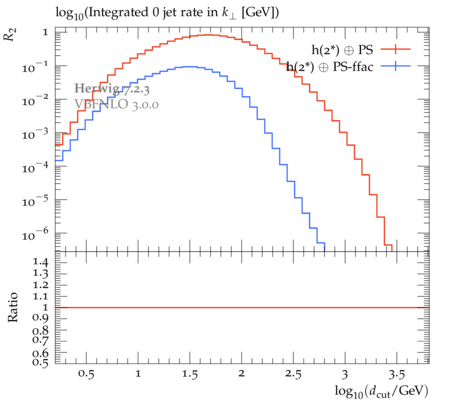 log₁₀(Integrated 0 jet rate in k⊥ [GeV])
R₂
h(2*) ⊕ PS
h(2*) ⊕ PS-ffac
Herwig 7.2.3
VBFNLO 3.0.0
1
10⁻¹
10⁻²
10⁻³
10⁻⁴
10⁻⁵
10⁻⁶
Ratio
1.4
1.3
1.2
1.1
1
0.9
0.8
0.7
0.6
0.5
0.5 1 1.5 2 2.5 3 3.5
log₁₀(d_cut/GeV)